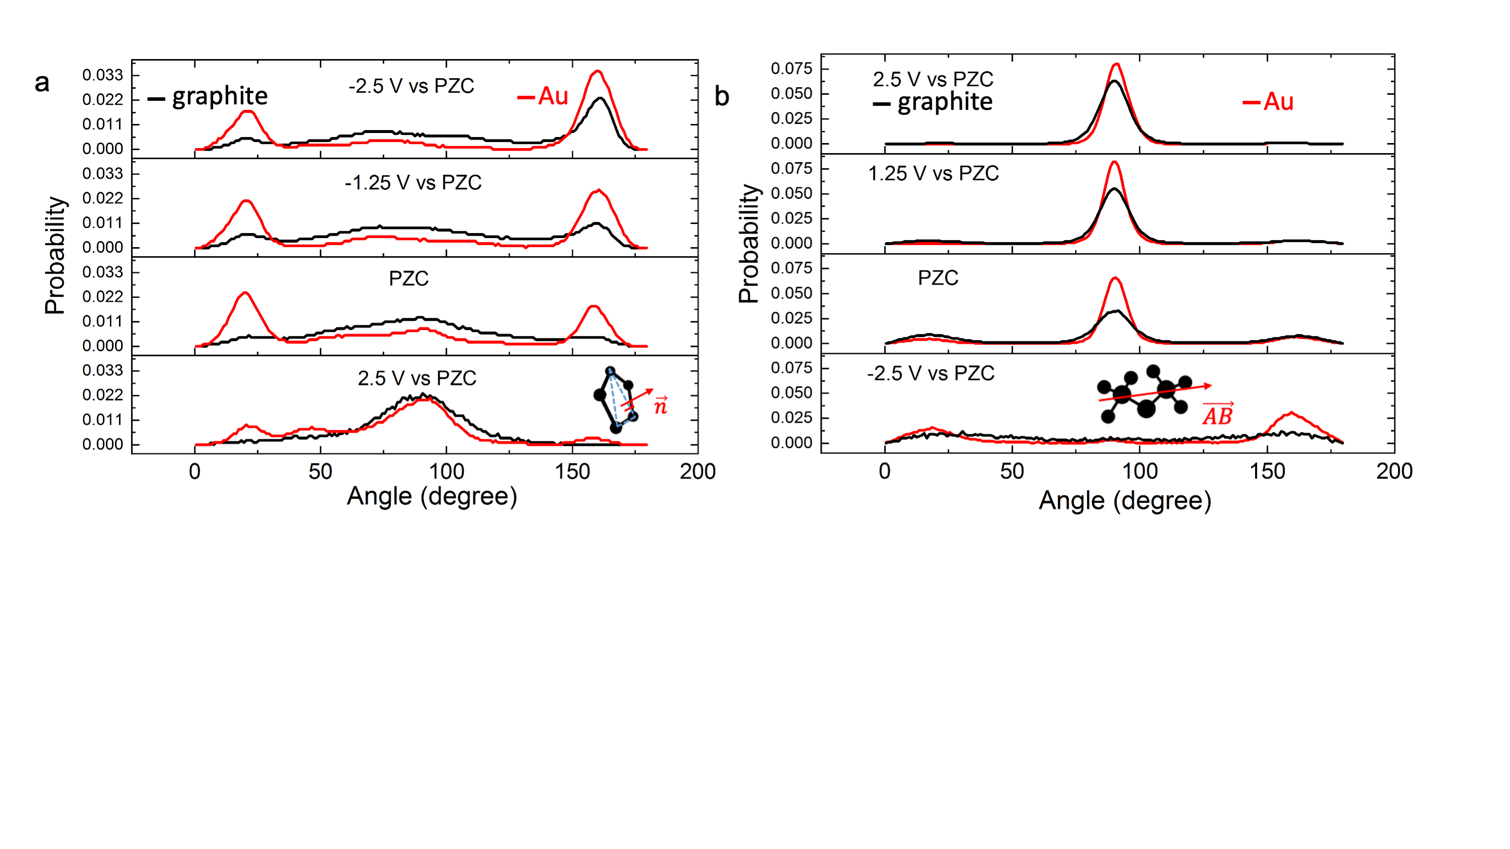 a
-2.5 V vs PZC
graphite
Au
0.033
0.022
0.011
0.000
-1.25 V vs PZC
0.033
0.022
0.011
0.000
PZC
0.033
0.022
0.011
0.000
2.5 V vs PZC
0.033
0.022
0.011
0.000
n
Probability
0 50 100 150 200
Angle (degree)
b
2.5 V vs PZC
graphite
Au
0.075
0.050
0.025
0.000
1.25 V vs PZC
0.075
0.050
0.025
0.000
PZC
0.075
0.050
0.025
0.000
-2.5 V vs PZC
0.075
0.050
0.025
0.000
AB
Probability
0 50 100 150 200
Angle (degree)